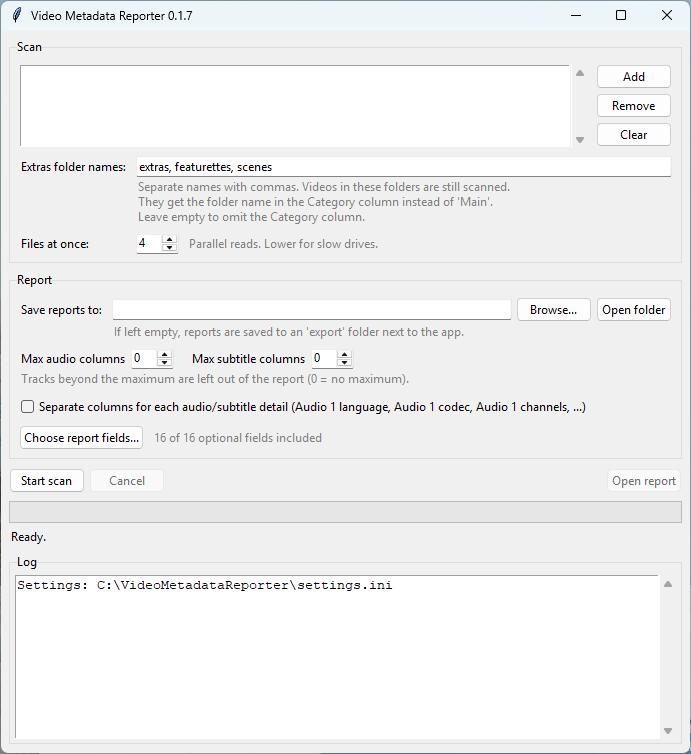 Video Metadata Reporter 0.1.7
Scan
Add
Remove
Clear
Extras folder names: extras, featurettes, scenes
Separate names with commas. Videos in these folders are still scanned.
They get the folder name in the Category column instead of 'Main'.
Leave empty to omit the Category column.
Files at once: 4 Parallel reads. Lower for slow drives.
Report
Save reports to: Browse... Open folder
If left empty, reports are saved to an 'export' folder next to the app.
Max audio columns 0 Max subtitle columns 0
Tracks beyond the maximum are left out of the report (0 = no maximum).
Separate columns for each audio/subtitle detail (Audio 1 language, Audio 1 codec, Audio 1 channels, ...)
Choose report fields... 16 of 16 optional fields included
Start scan Cancel Open report
Ready.
Log
Settings: C:\VideoMetadataReporter\settings.ini